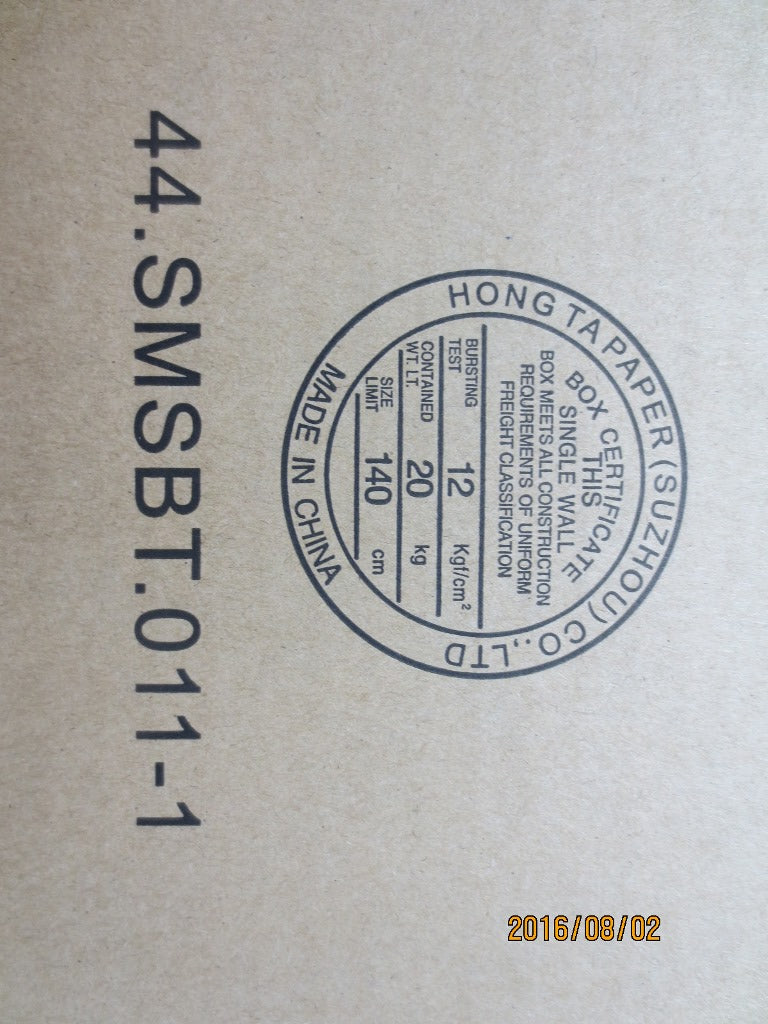 HONG TA PAPER (SUZHOU) CO.,LTD
BOX CERTIFICATE
THIS
SINGLE WALL
BOX MEETS ALL CONSTRUCTION
REQUIREMENTS OF UNIFORM
FREIGHT CLASSIFICATION
BURSTING TEST 12 Kgf/cm²
CONTAINED WT. LT. 20 kg
SIZE LIMIT 140 cm
MADE IN CHINA
44.SMSBT.011-1
2016/08/02